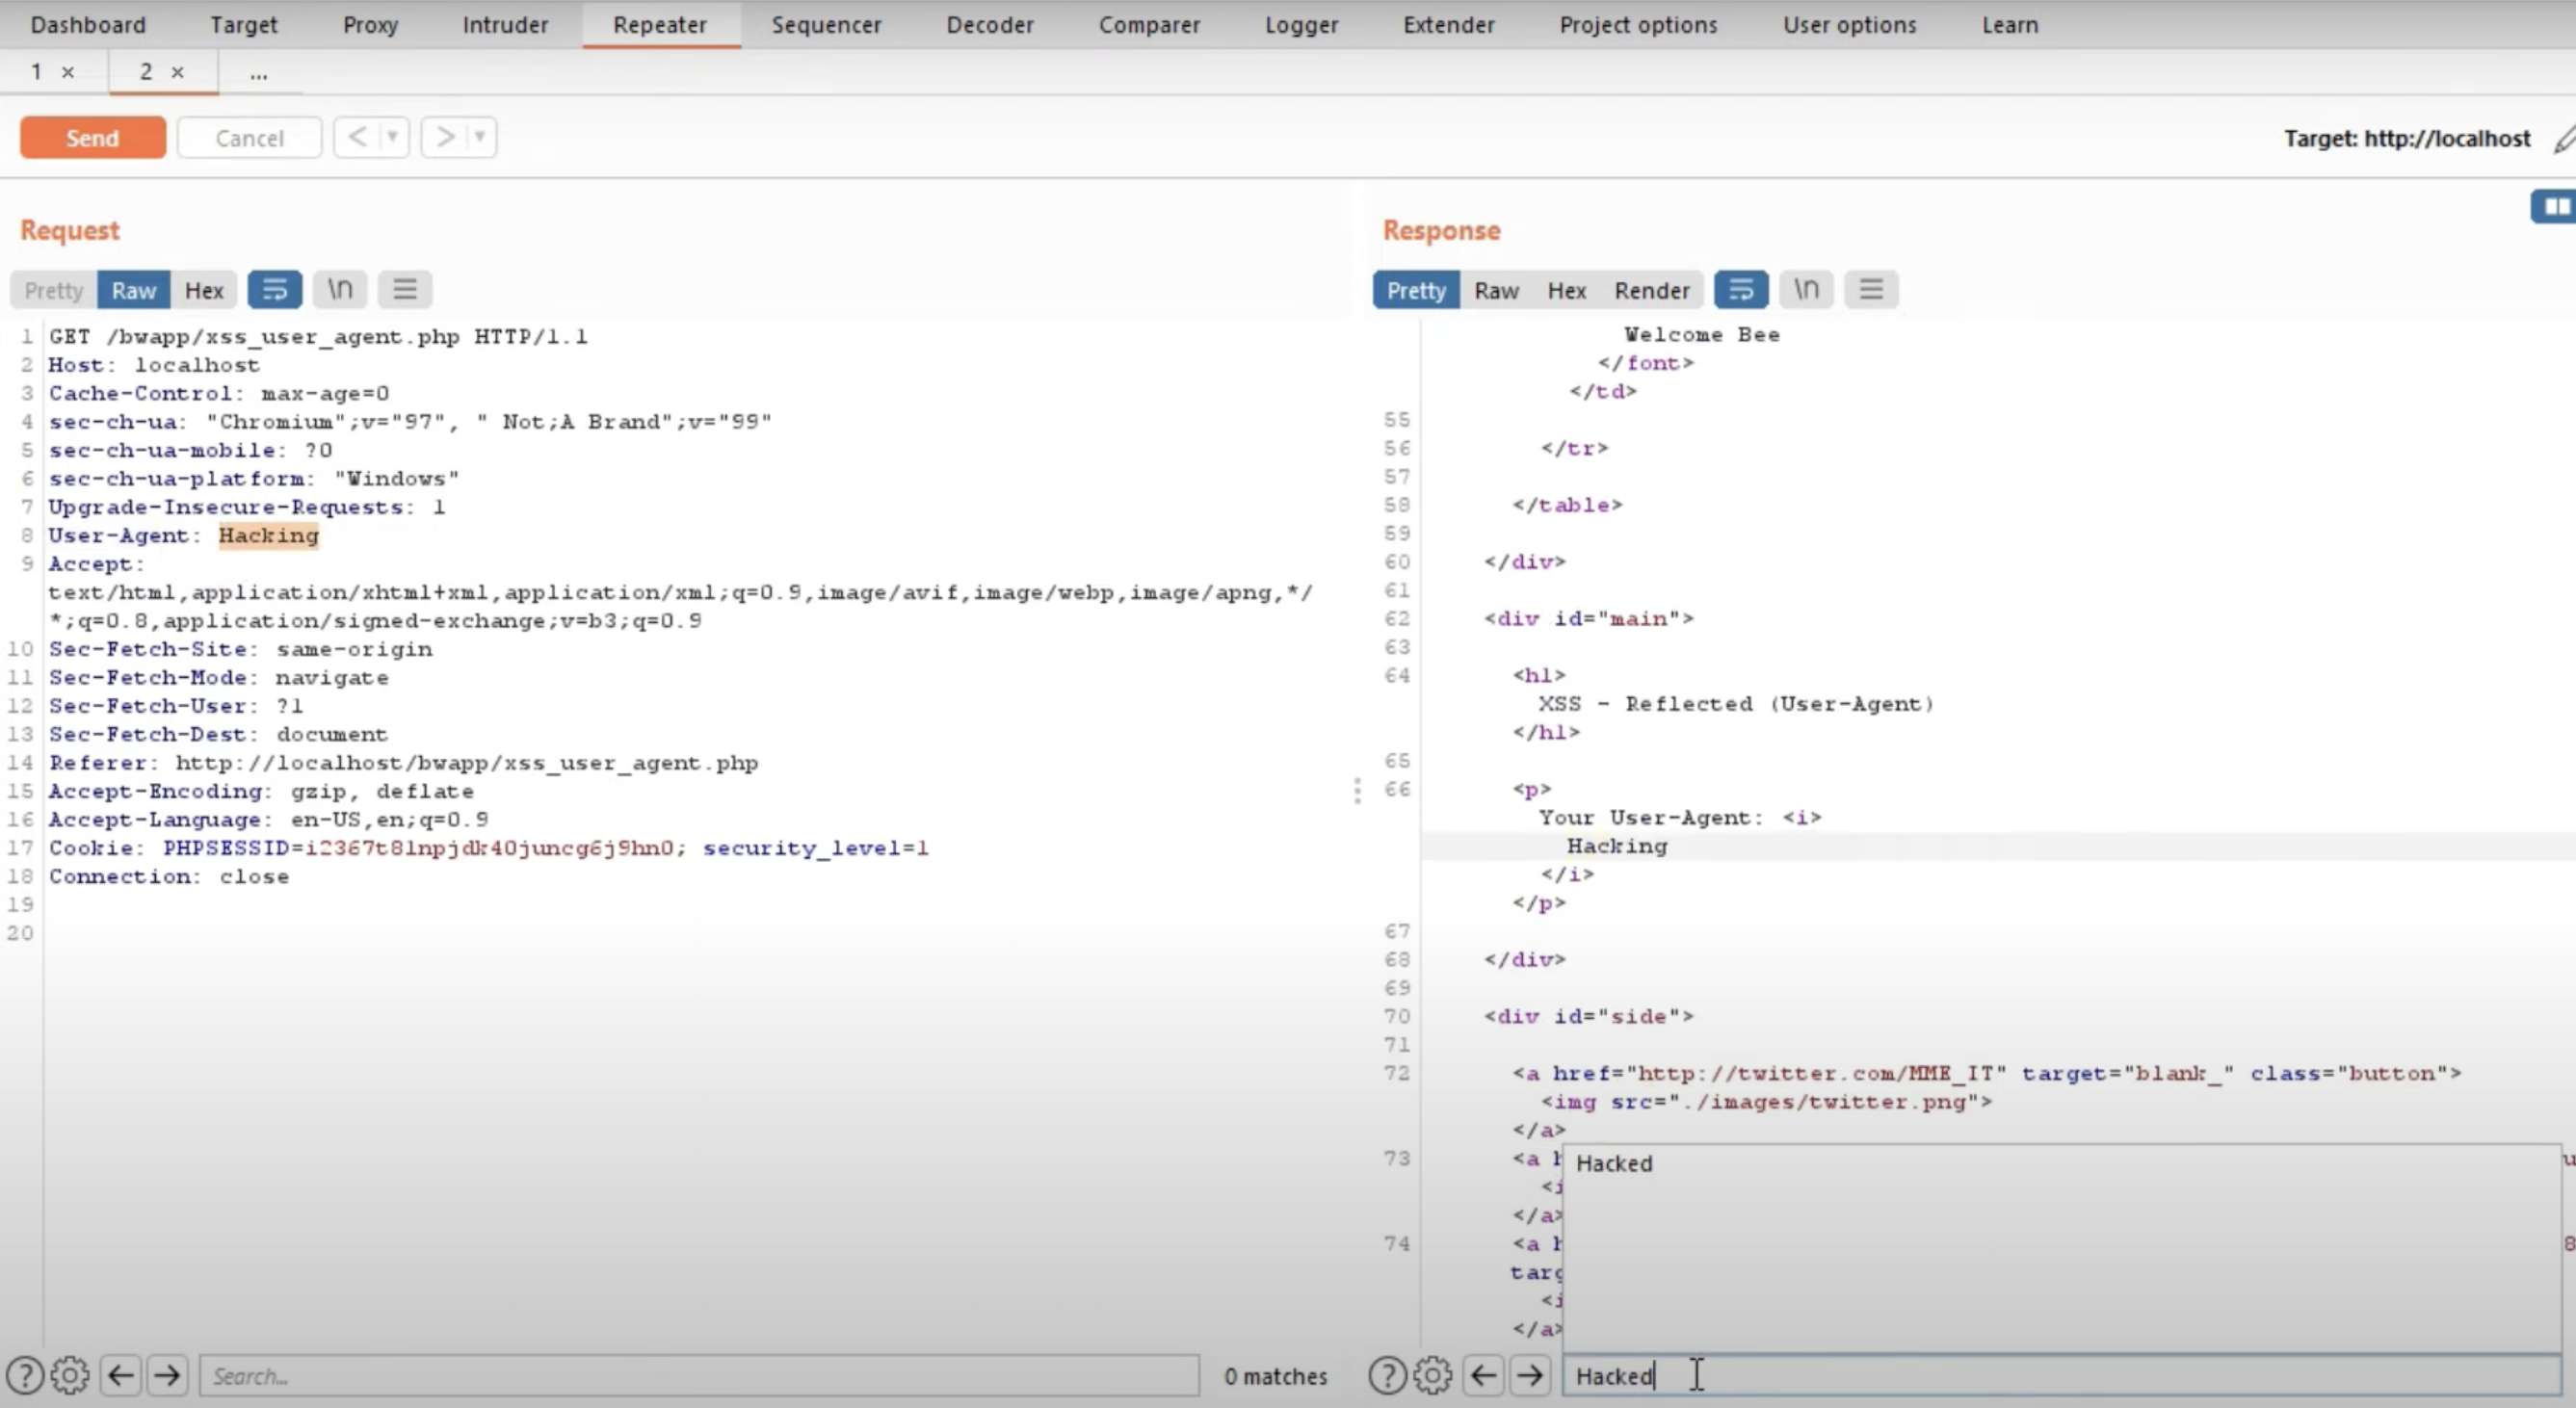 Dashboard Target Proxy Intruder Repeater Sequencer Decoder Comparer Logger Extender Project options User options Learn
1 × 2 × ...
Send Cancel < > Target: http://localhost
Request
Pretty Raw Hex \n
1 GET /bwapp/xss_user_agent.php HTTP/1.1
2 Host: localhost
3 Cache-Control: max-age=0
4 sec-ch-ua: "Chromium";v="97", " Not;A Brand";v="99"
5 sec-ch-ua-mobile: ?0
6 sec-ch-ua-platform: "Windows"
7 Upgrade-Insecure-Requests: 1
8 User-Agent: Hacking
9 Accept:
text/html,application/xhtml+xml,application/xml;q=0.9,image/avif,image/webp,image/apng,*/
*;q=0.8,application/signed-exchange;v=b3;q=0.9
10 Sec-Fetch-Site: same-origin
11 Sec-Fetch-Mode: navigate
12 Sec-Fetch-User: ?1
13 Sec-Fetch-Dest: document
14 Referer: http://localhost/bwapp/xss_user_agent.php
15 Accept-Encoding: gzip, deflate
16 Accept-Language: en-US,en;q=0.9
17 Cookie: PHPSESSID=i2367t81npjdk40juncg6j9hn0; security_level=1
18 Connection: close
19
20
Search... 0 matches
Response
Pretty Raw Hex Render \n
Welcome Bee
</font>
</td>
55
56 </tr>
57
58 </table>
59
60 </div>
61
62 <div id="main">
63
64 <h1>
XSS - Reflected (User-Agent)
</h1>
65
66 <p>
Your User-Agent: <i>
Hacking
</i>
</p>
67
68 </div>
69
70 <div id="side">
71
72 <a href="http://twitter.com/MME_IT" target="blank_" class="button">
<img src="./images/twitter.png">
</a>
73 <a
</a>
74 <a
</a>
Hacked
Hacked